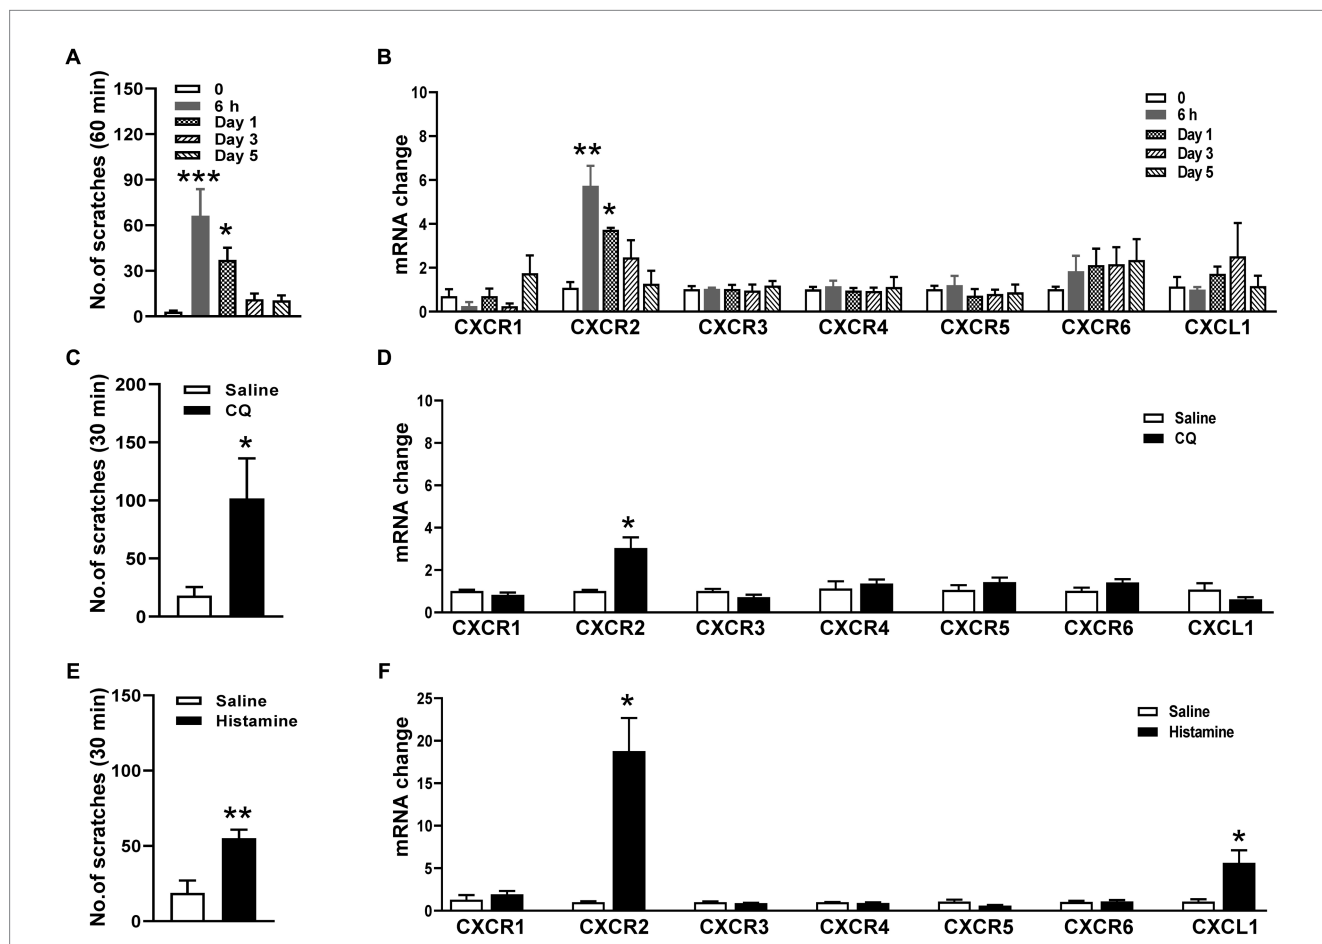 A
No.of scratches (60 min)
150
120
90
60
30
0
0
6 h
Day 1
Day 3
Day 5
***
*
B
mRNA change
10
8
6
4
2
0
0
6 h
Day 1
Day 3
Day 5
**
*
CXCR1 CXCR2 CXCR3 CXCR4 CXCR5 CXCR6 CXCL1
C
No.of scratches (30 min)
200
150
100
50
0
Saline
CQ
*
D
mRNA change
10
8
6
4
2
0
Saline
CQ
*
CXCR1 CXCR2 CXCR3 CXCR4 CXCR5 CXCR6 CXCL1
E
No.of scratches (30 min)
150
100
50
0
Saline
Histamine
**
F
mRNA change
25
20
15
10
5
0
Saline
Histamine
*
*
CXCR1 CXCR2 CXCR3 CXCR4 CXCR5 CXCR6 CXCL1